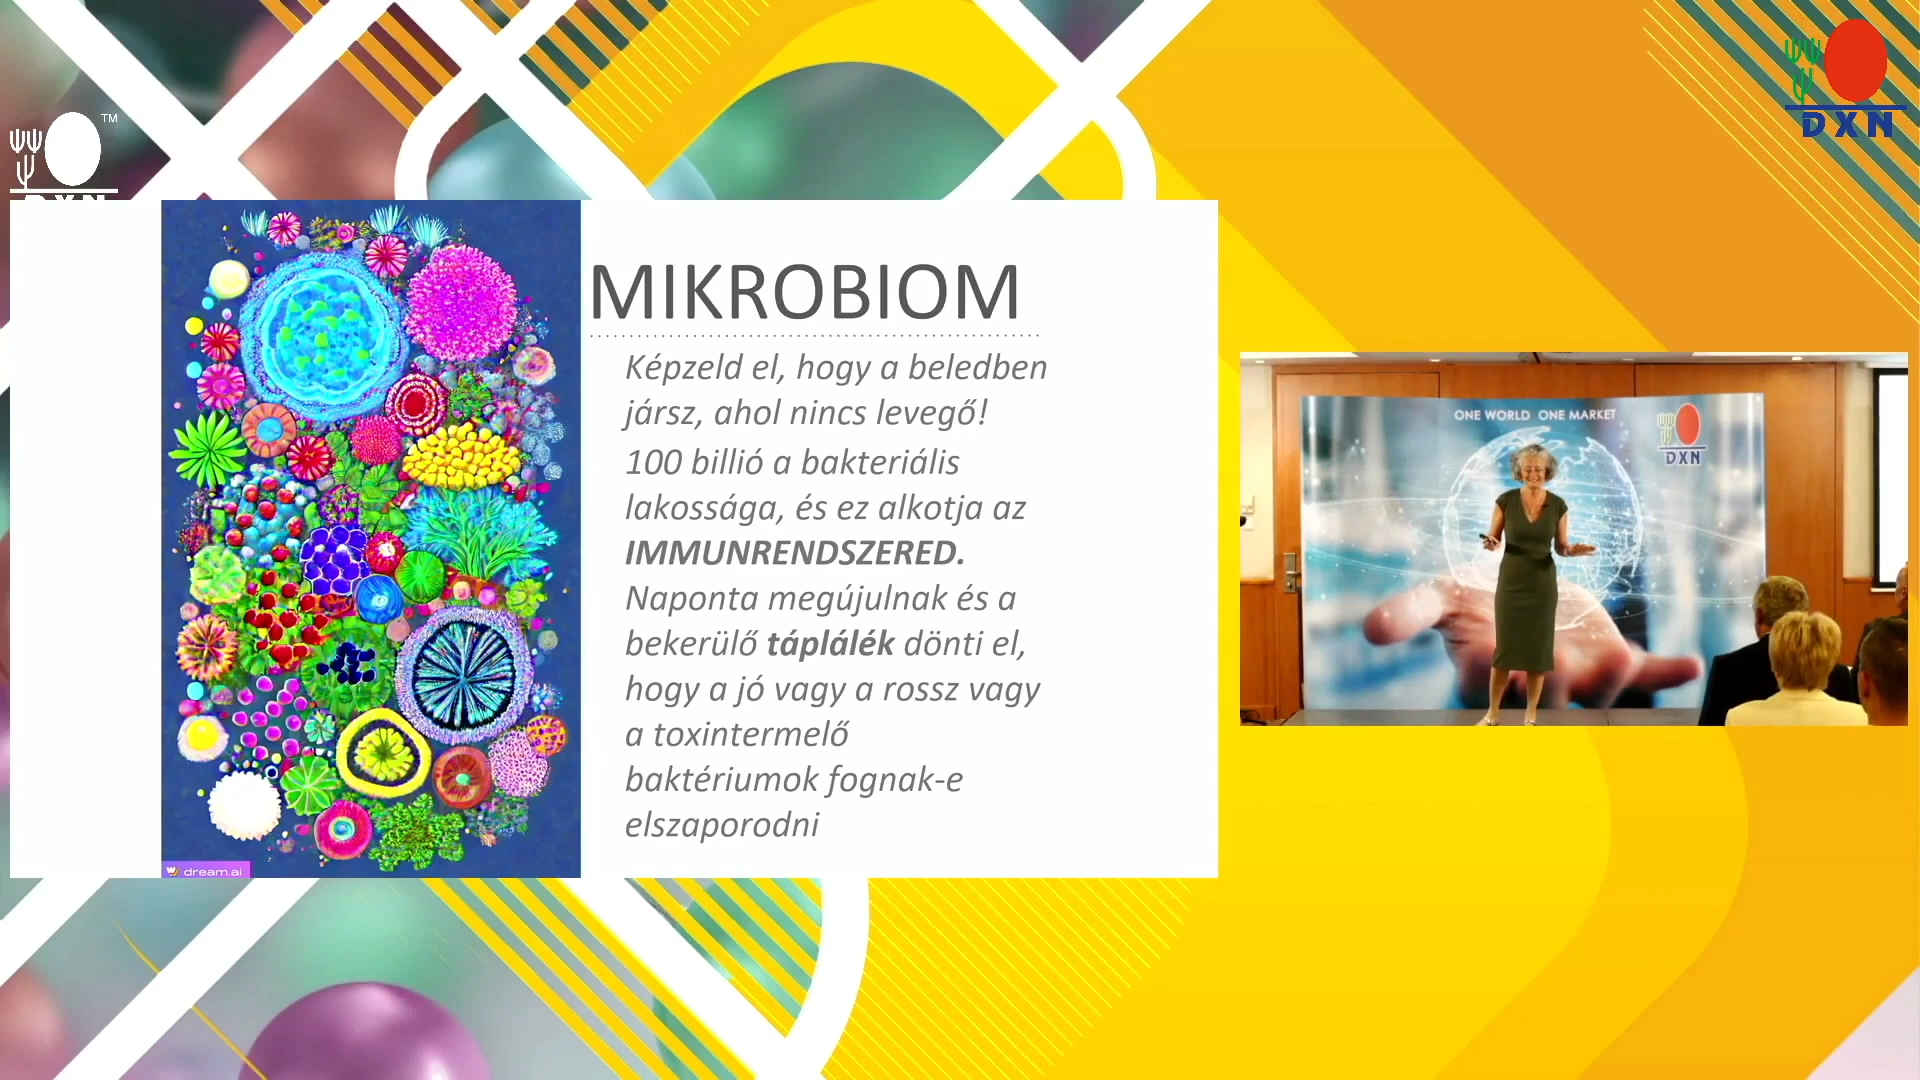 TM
DXN
DXN
MIKROBIOM
Képzeld el, hogy a beledben
jársz, ahol nincs levegő!
100 billió a bakteriális
lakossága, és ez alkotja az
IMMUNRENDSZERED.
Naponta megújulnak és a
bekerülő táplálék dönti el,
hogy a jó vagy a rossz vagy
a toxintermelő
baktériumok fognak-e
elszaporodni
dream.ai
ONE WORLD ONE MARKET
DXN